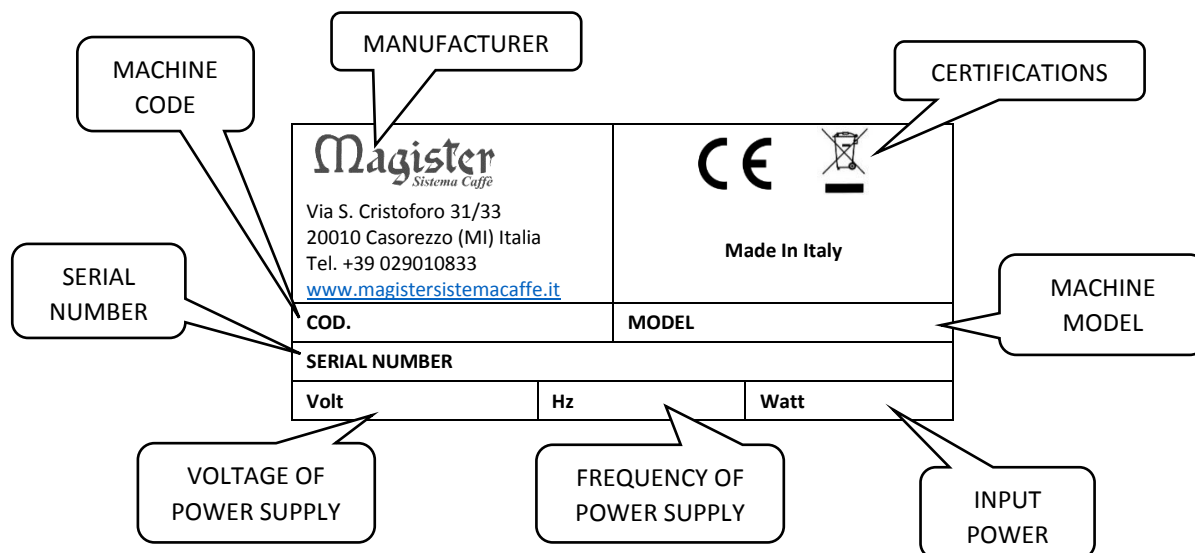 MANUFACTURER
MACHINE
CODE
CERTIFICATIONS
Magister
Sistema Caffè
CE
Via S. Cristoforo 31/33
20010 Casorezzo (MI) Italia
Tel. +39 029010833
www.magistersistemacaffe.it
Made In Italy
SERIAL
NUMBER
MACHINE
MODEL
COD.
MODEL
SERIAL NUMBER
Volt
Hz
Watt
VOLTAGE OF
POWER SUPPLY
FREQUENCY OF
POWER SUPPLY
INPUT
POWER